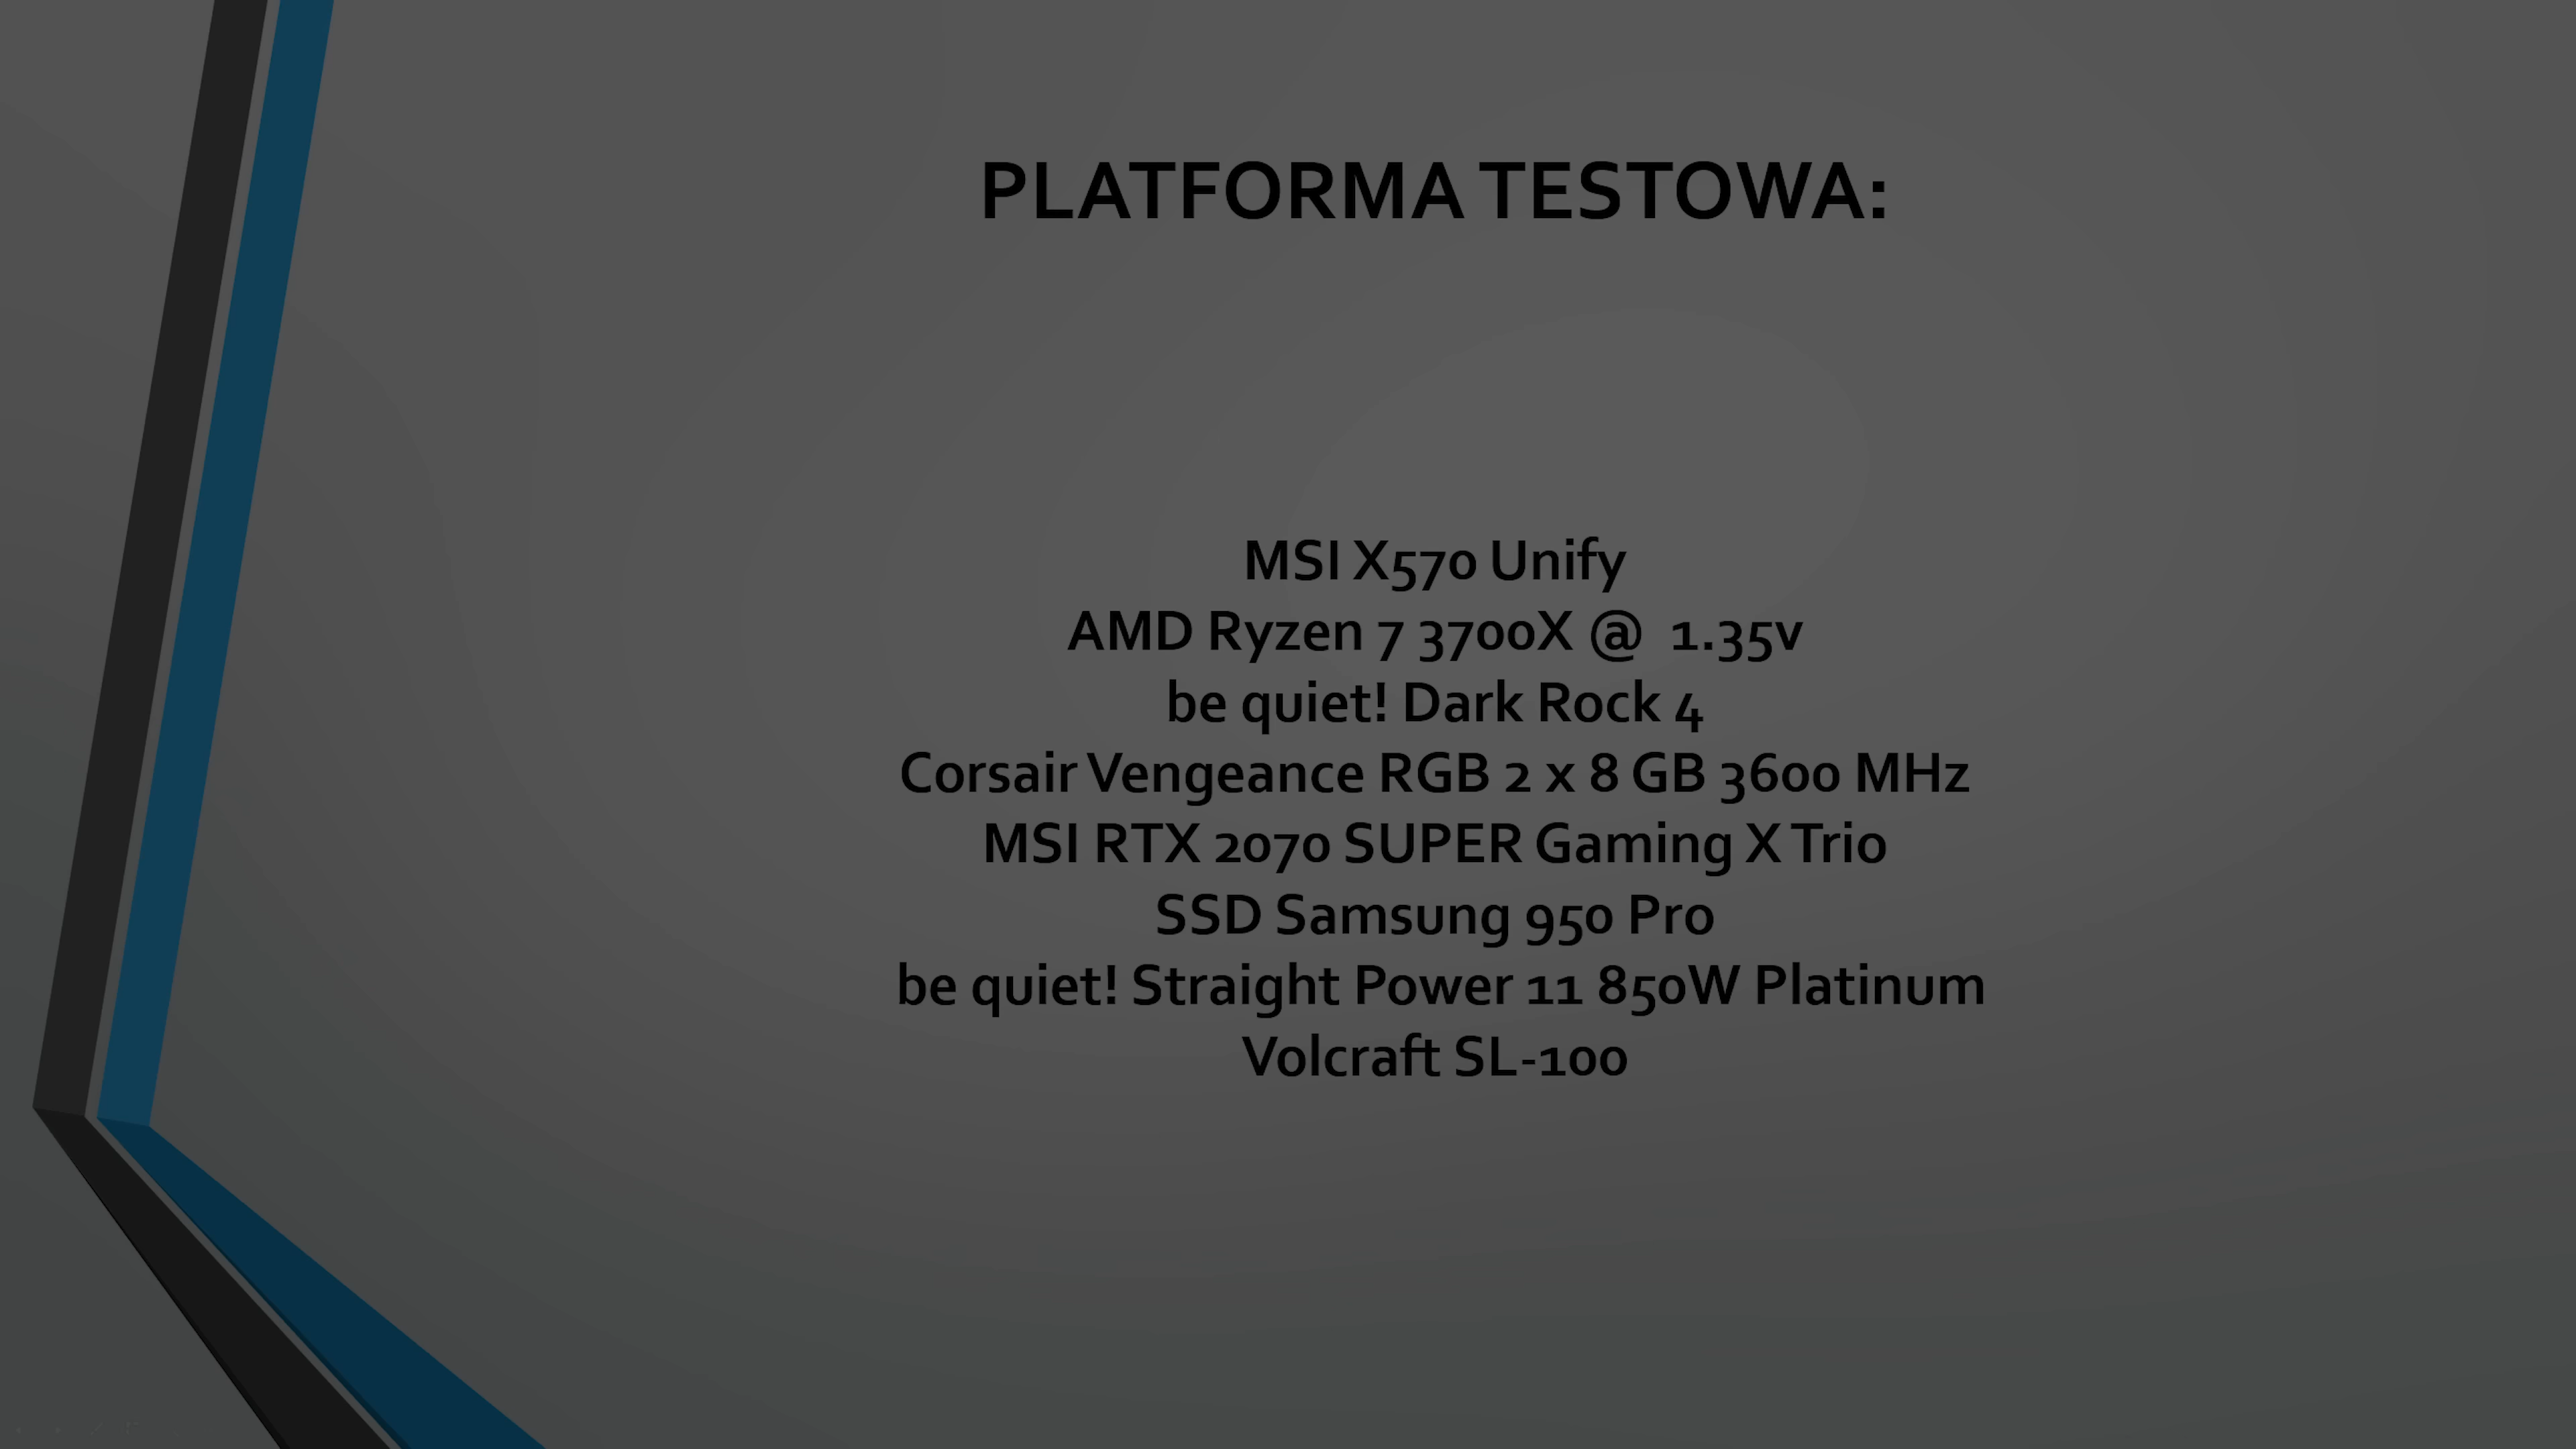 PLATFORMA TESTOWA:
MSI X570 Unify
AMD Ryzen 7 3700X @ 1.35v
be quiet! Dark Rock 4
Corsair Vengeance RGB 2 x 8 GB 3600 MHz
MSI RTX 2070 SUPER Gaming X Trio
SSD Samsung 950 Pro
be quiet! Straight Power 11 850W Platinum
Volcraft SL-100